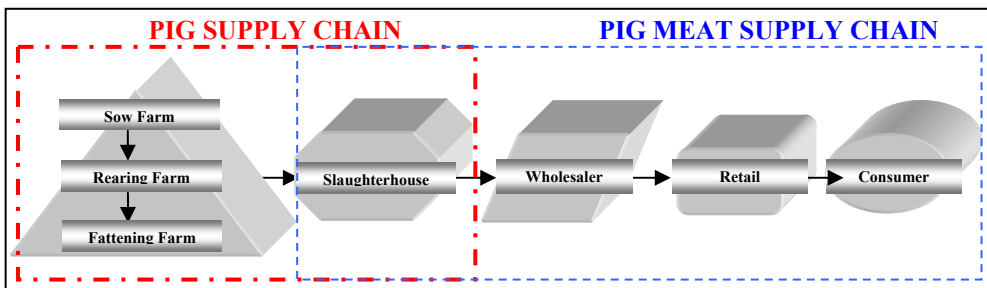 PIG SUPPLY CHAIN
PIG MEAT SUPPLY CHAIN
Sow Farm
Rearing Farm
Fattening Farm
Slaughterhouse
Wholesaler
Retail
Consumer